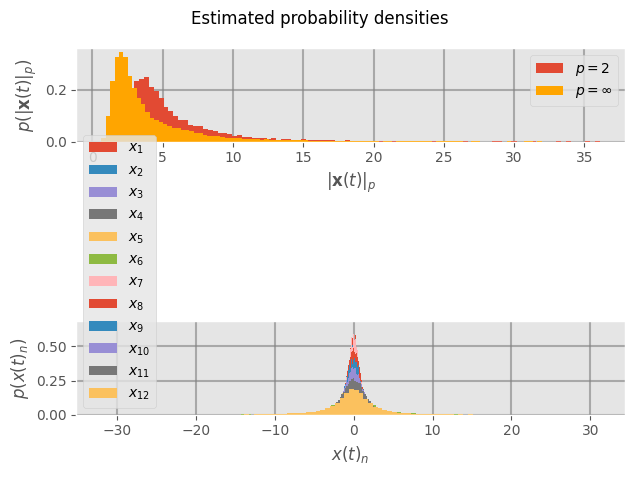 Estimated probability densities
p(|x(t)|ₚ)
0.2
0.0
p = 2
p = ∞
0 5 10 15 20 25 30 35
|x(t)|ₚ
x₁
x₂
x₃
x₄
x₅
x₆
x₇
x₈
x₉
x₁₀
x₁₁
x₁₂
p(x(t)ₙ)
0.50
0.25
0.00
−30 −20 −10 0 10 20 30
x(t)ₙ